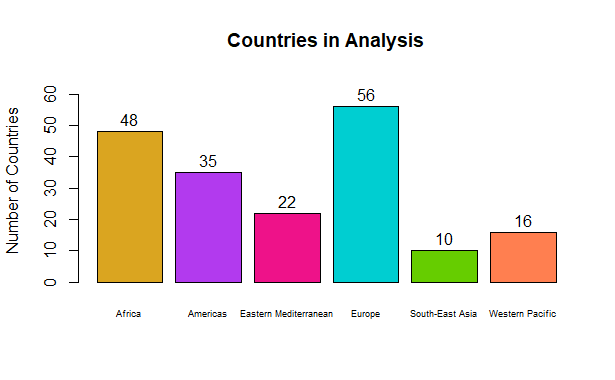 Countries in Analysis
Number of Countries
60
50
40
30
20
10
0
48
35
22
56
10
16
Africa
Americas
Eastern Mediterranean
Europe
South-East Asia
Western Pacific